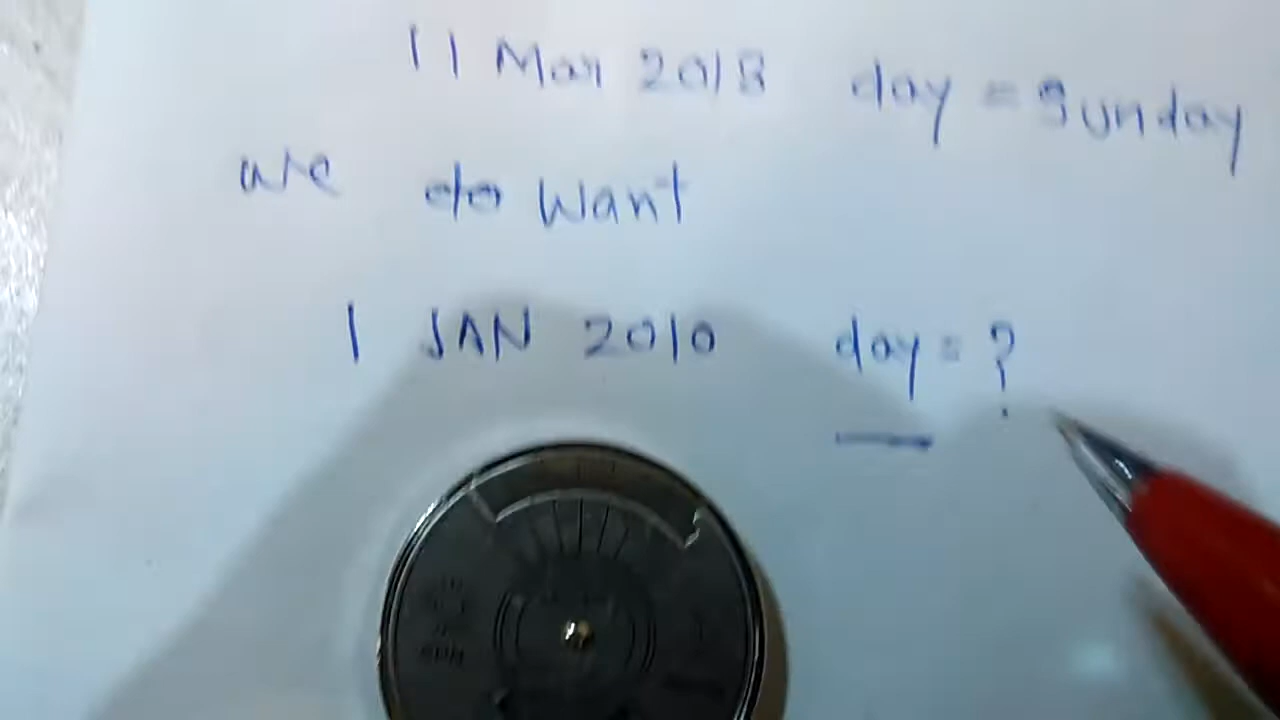 11 Mar 2018 day = Sunday
we do want
1 JAN 2010 day = ?